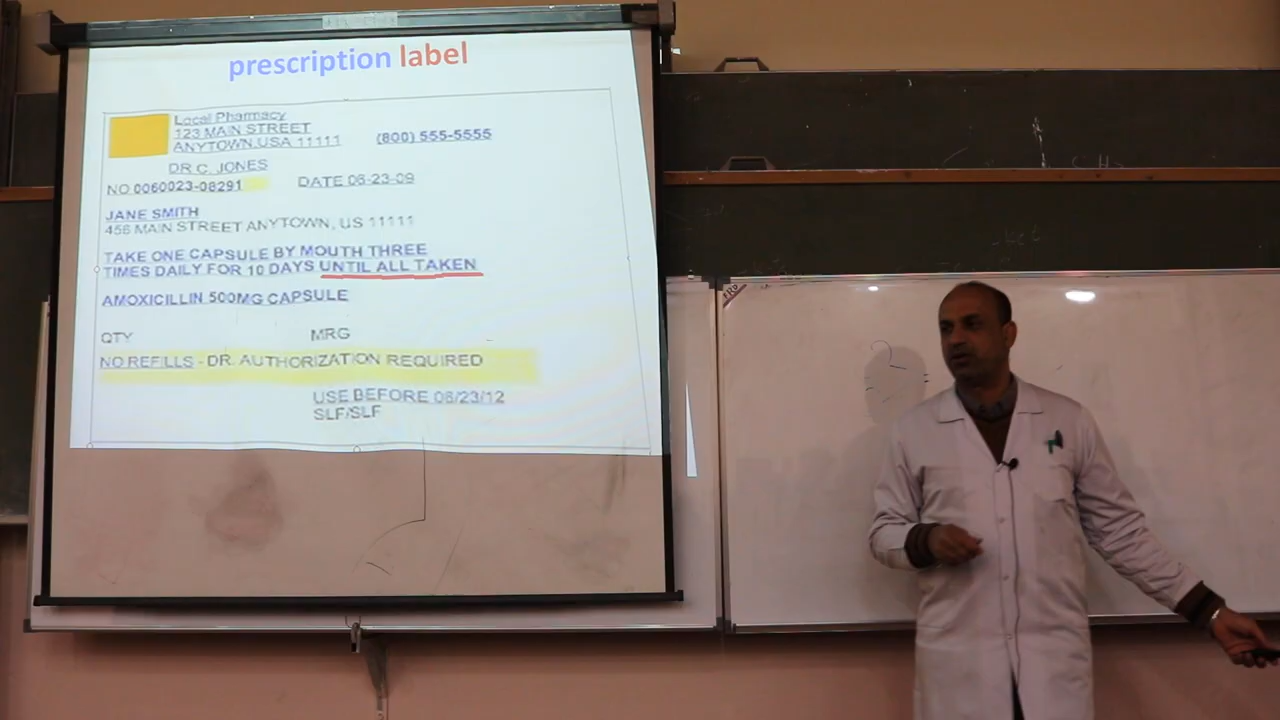 prescription label
Local Pharmacy
123 MAIN STREET
ANYTOWN,USA 11111
(800) 555-5555
DR C. JONES
NO 0060023-08291
DATE 06-23-09
JANE SMITH
456 MAIN STREET ANYTOWN, US 11111
TAKE ONE CAPSULE BY MOUTH THREE
TIMES DAILY FOR 10 DAYS UNTIL ALL TAKEN
AMOXICILLIN 500MG CAPSULE
QTY
MRG
NO REFILLS - DR. AUTHORIZATION REQUIRED
USE BEFORE 06/23/12
SLF/SLF